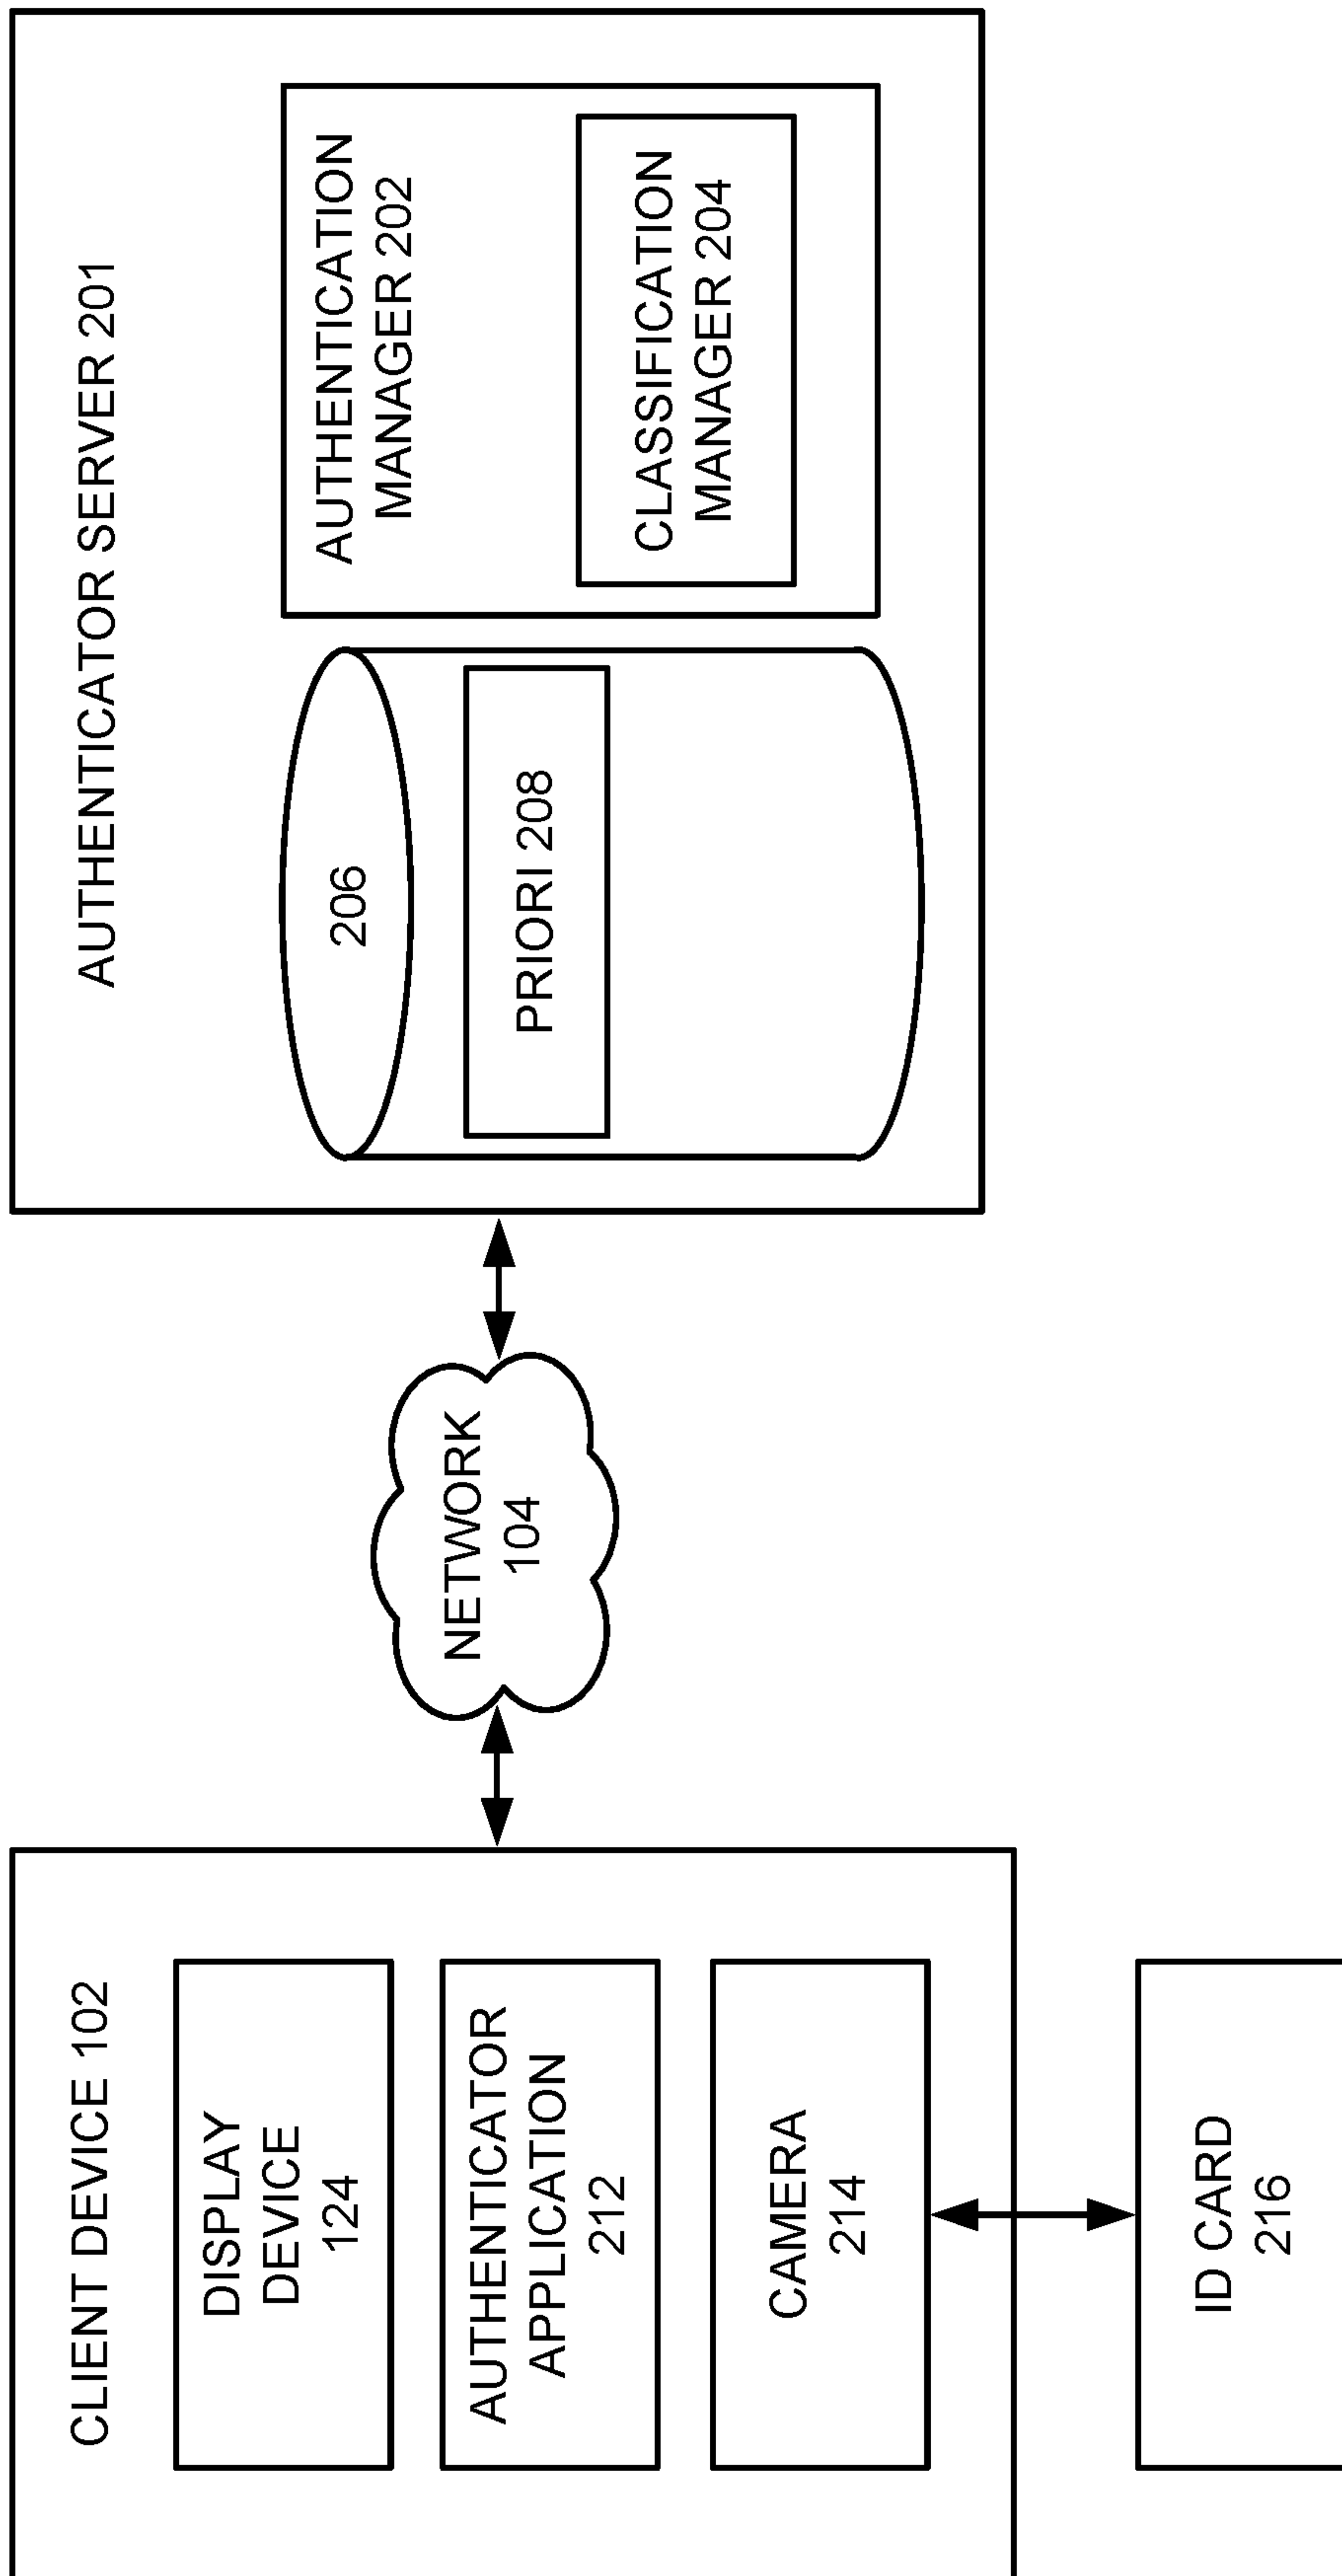 CLIENT DEVICE 102
DISPLAY
DEVICE
124
AUTHENTICATOR
APPLICATION
212
CAMERA
214
ID CARD
216
NETWORK
104
AUTHENTICATOR SERVER 201
206
PRIORI 208
AUTHENTICATION
MANAGER 202
CLASSIFICATION
MANAGER 204